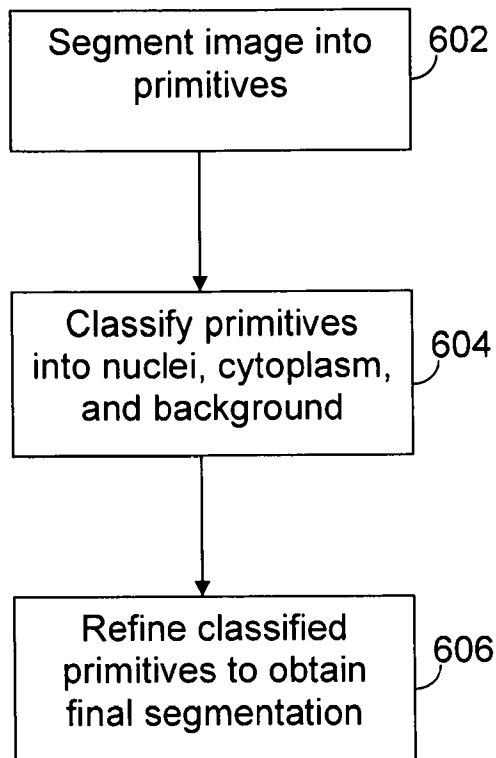 Segment image into
primitives
602
Classify primitives
into nuclei, cytoplasm,
and background
604
Refine classified
primitives to obtain
final segmentation
606